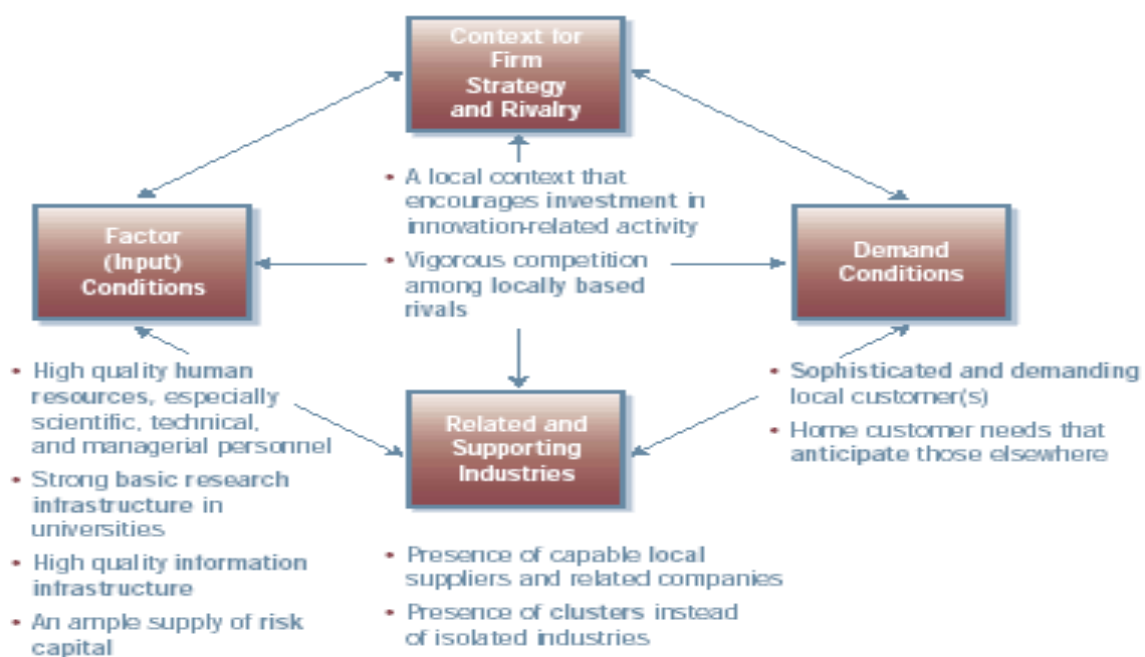 Context for
Firm
Strategy
and Rivalry
• A local context that
encourages investment in
innovation-related activity
• Vigorous competition
among locally based
rivals
Factor
(Input)
Conditions
• High quality human
resources, especially
scientific, technical,
and managerial personnel
• Strong basic research
infrastructure in
universities
• High quality information
infrastructure
• An ample supply of risk
capital
Demand
Conditions
• Sophisticated and demanding
local customer(s)
• Home customer needs that
anticipate those elsewhere
Related and
Supporting
Industries
• Presence of capable local
suppliers and related companies
• Presence of clusters instead
of isolated industries